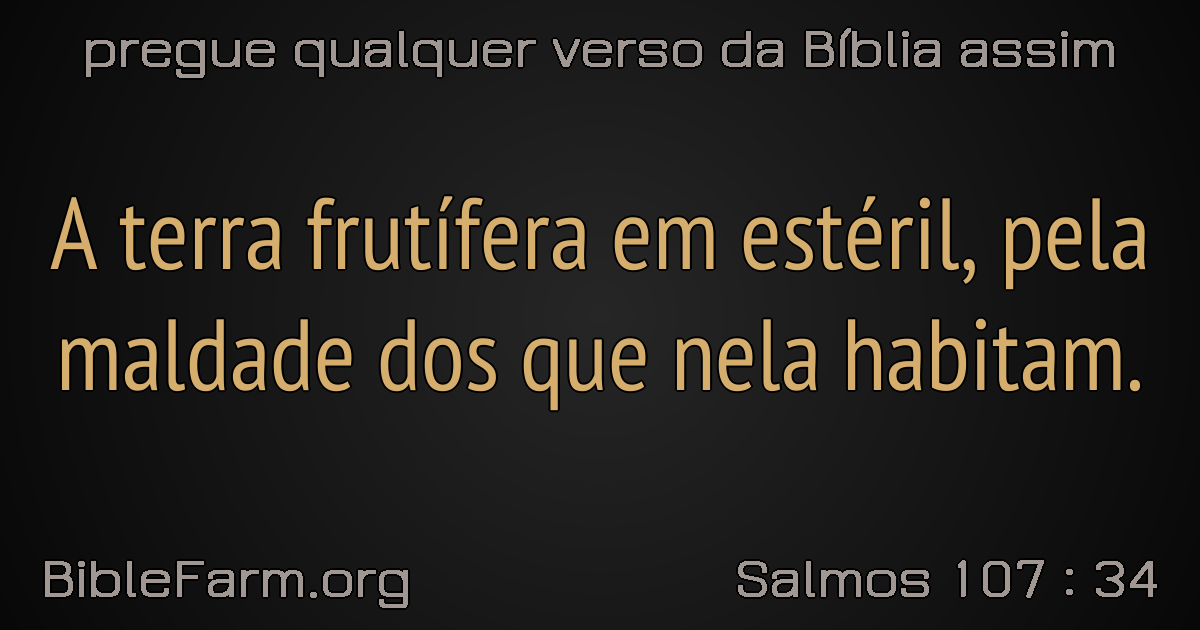 pregue qualquer verso da Bíblia assim
A terra frutífera em estéril, pela
maldade dos que nela habitam.
BibleFarm.org
Salmos 107 : 34